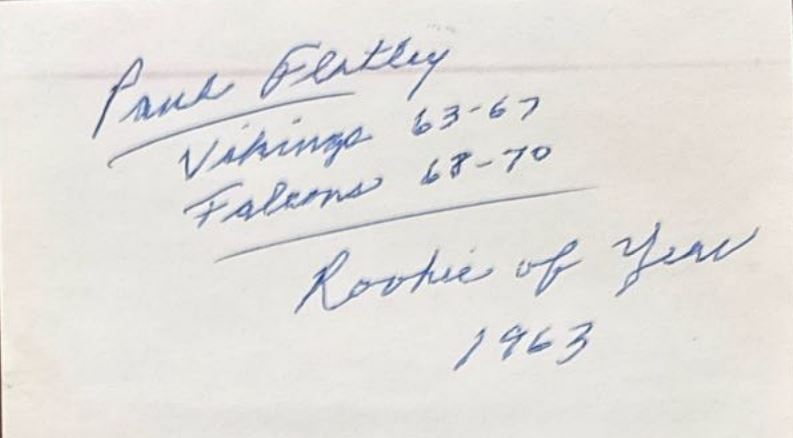 Paul Flatley
Vikings 63-67
Falcons 68-70
Rookie of Year
1963